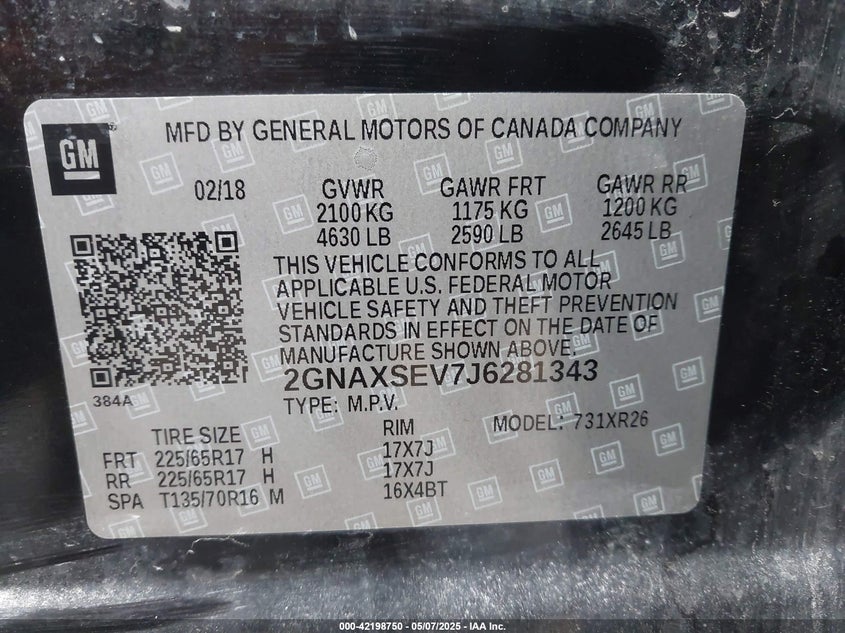 GM
MFD BY GENERAL MOTORS OF CANADA COMPANY
02/18 GVWR GAWR FRT GAWR RR
2100 KG 1175 KG 1200 KG
4630 LB 2590 LB 2645 LB
THIS VEHICLE CONFORMS TO ALL
APPLICABLE U.S. FEDERAL MOTOR
VEHICLE SAFETY AND THEFT PREVENTION
STANDARDS IN EFFECT ON THE DATE OF
MANUFACTURE SHOWN ABOVE.
2GNAXSEV7J6281343
384A
TYPE: M.P.V. MODEL: 731XR26
TIRE SIZE RIM
FRT 225/65R17 H 17X7J
RR 225/65R17 H 17X7J
SPA T135/70R16 M 16X4BT
000-42198750 - 05/07/2025 - IAA Inc.